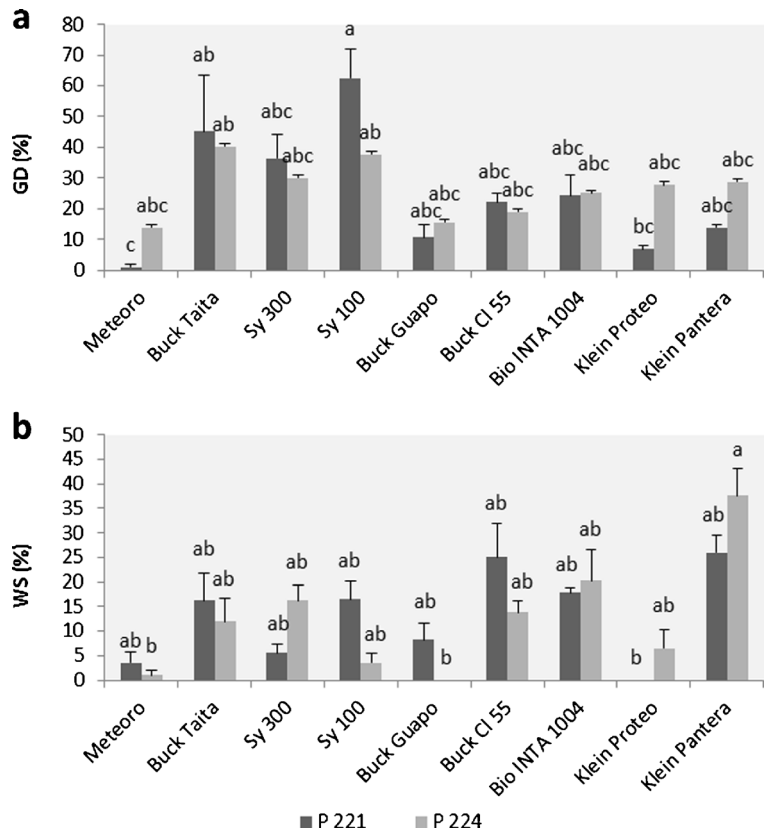 a
GD (%)
80
70
60
50
40
30
20
10
0
c
abc
ab
ab
abc
abc
a
ab
abc
abc
abc
abc
abc
abc
bc
abc
abc
abc
Meteoro
Buck Taita
Sy 300
Sy 100
Buck Guapo
Buck Cl 55
Bio INTA 1004
Klein Proteo
Klein Pantera
b
WS (%)
50
45
40
35
30
25
20
15
10
5
0
ab
b
ab
ab
ab
ab
ab
ab
ab
b
ab
ab
ab
ab
b
ab
ab
a
Meteoro
Buck Taita
Sy 300
Sy 100
Buck Guapo
Buck Cl 55
Bio INTA 1004
Klein Proteo
Klein Pantera
P 221
P 224